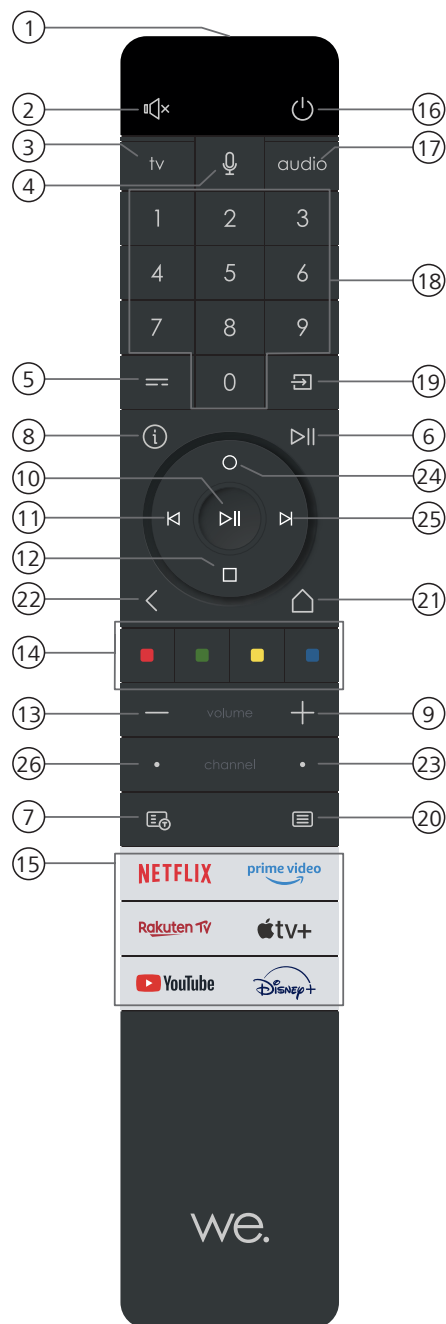 1
2 16
3 tv audio 17
4
1 2 3
4 5 6 18
7 8 9
5 0 19
8 i 6
10 24
11 25
12
22 21
14
13 — volume + 9
26 • channel • 23
7 T 20
15 NETFLIX prime video
Rakuten TV tv+
YouTube Disney+
we.